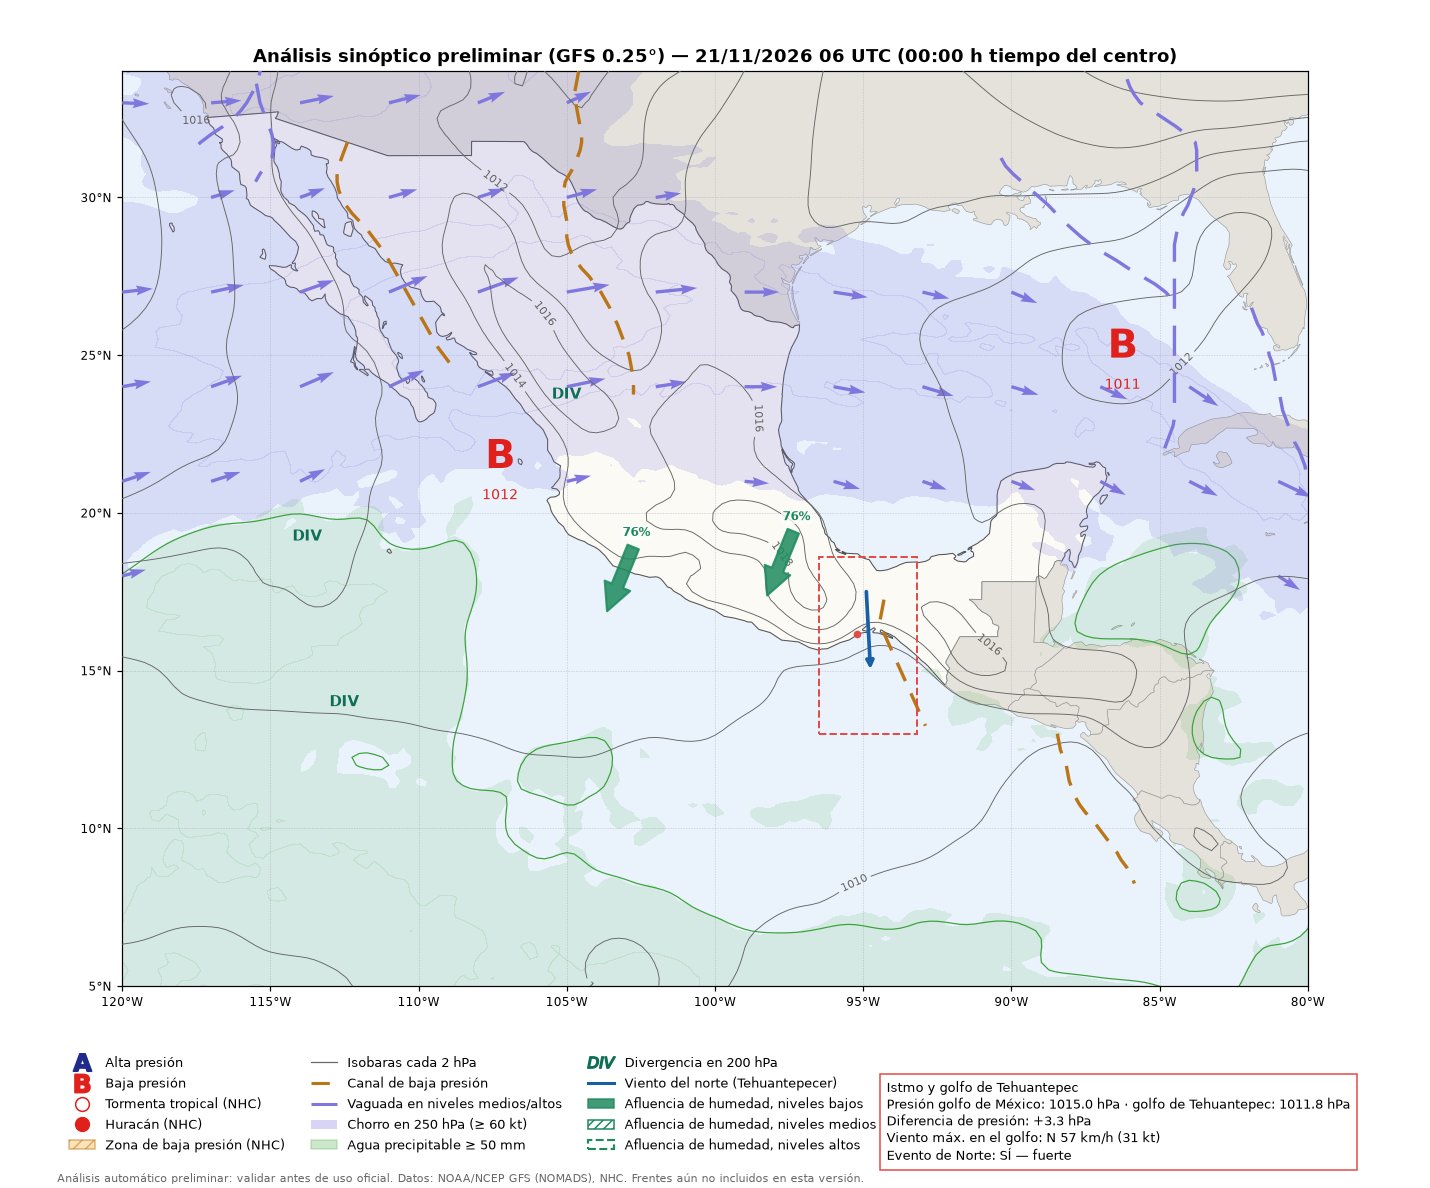 Análisis sinóptico preliminar (GFS 0.25°) — 21/11/2026 06 UTC (00:00 h tiempo del centro)
1016
1012
30°N
1016
25°N
B
1011
1012
1014
DIV
1016
B
1012
20°N
DIV
76%
76%
1016
15°N
DIV
10°N
1010
5°N
120°W
115°W
110°W
105°W
100°W
95°W
90°W
85°W
80°W
A Alta presión
B Baja presión
Tormenta tropical (NHC)
Huracán (NHC)
Zona de baja presión (NHC)
Isobaras cada 2 hPa
Canal de baja presión
Vaguada en niveles medios/altos
Chorro en 250 hPa (≥ 60 kt)
Agua precipitable ≥ 50 mm
DIV Divergencia en 200 hPa
Viento del norte (Tehuantepecer)
Afluencia de humedad, niveles bajos
Afluencia de humedad, niveles medios
Afluencia de humedad, niveles altos
Istmo y golfo de Tehuantepec
Presión golfo de México: 1015.0 hPa · golfo de Tehuantepec: 1011.8 hPa
Diferencia de presión: +3.3 hPa
Viento máx. en el golfo: N 57 km/h (31 kt)
Evento de Norte: SÍ — fuerte
Análisis automático preliminar: validar antes de uso oficial. Datos: NOAA/NCEP GFS (NOMADS), NHC. Frentes aún no incluidos en esta versión.